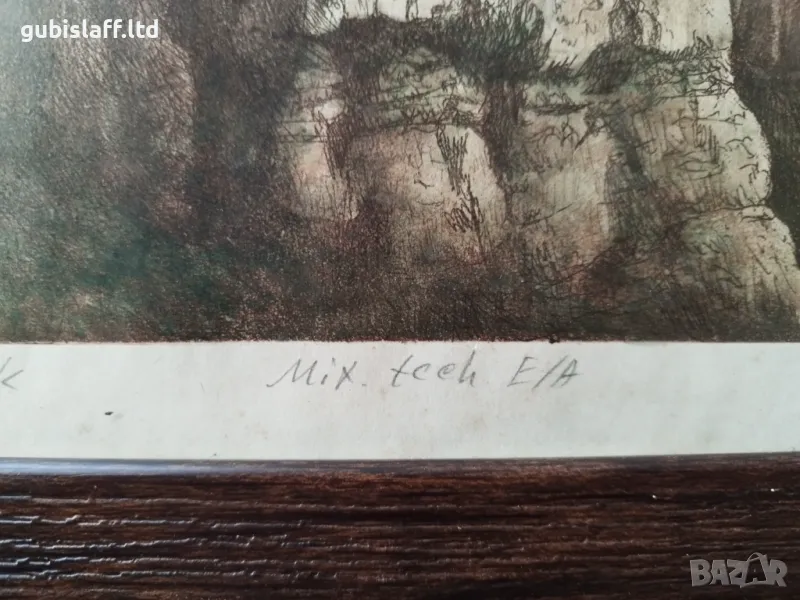 gubislaff.ltd
k Mix. tech. E/A
BAZAR